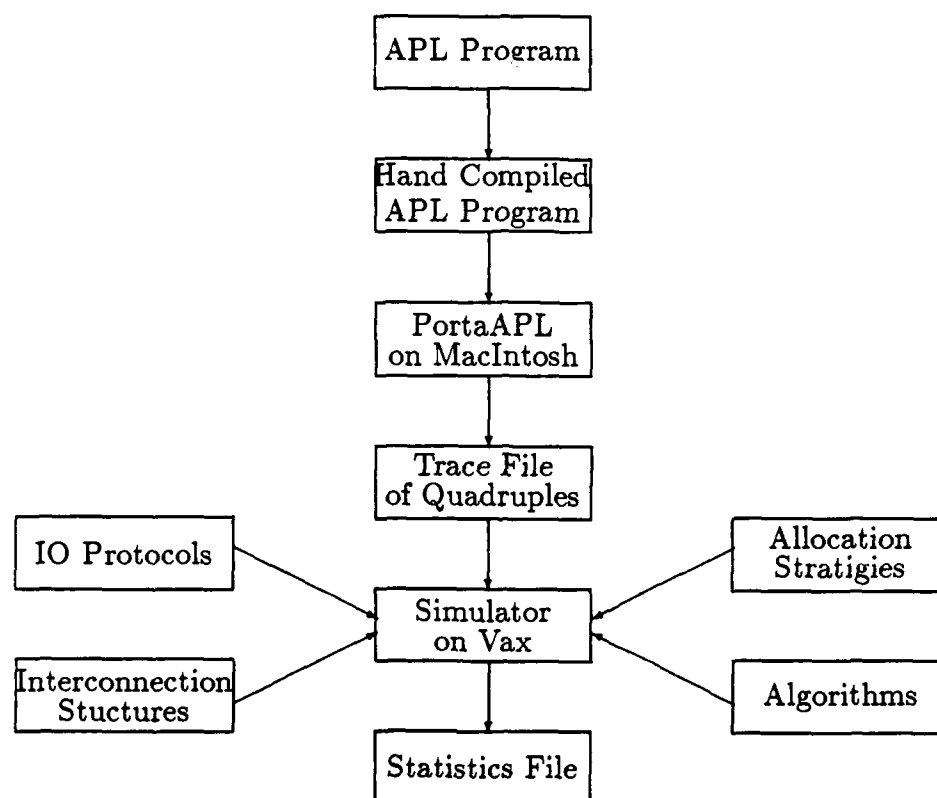 APL Program
Hand Compiled
APL Program
PortaAPL
on MacIntosh
Trace File
of Quadruples
IO Protocols
Allocation
Stratigies
Simulator
on Vax
Interconnection
Stuctures
Algorithms
Statistics File